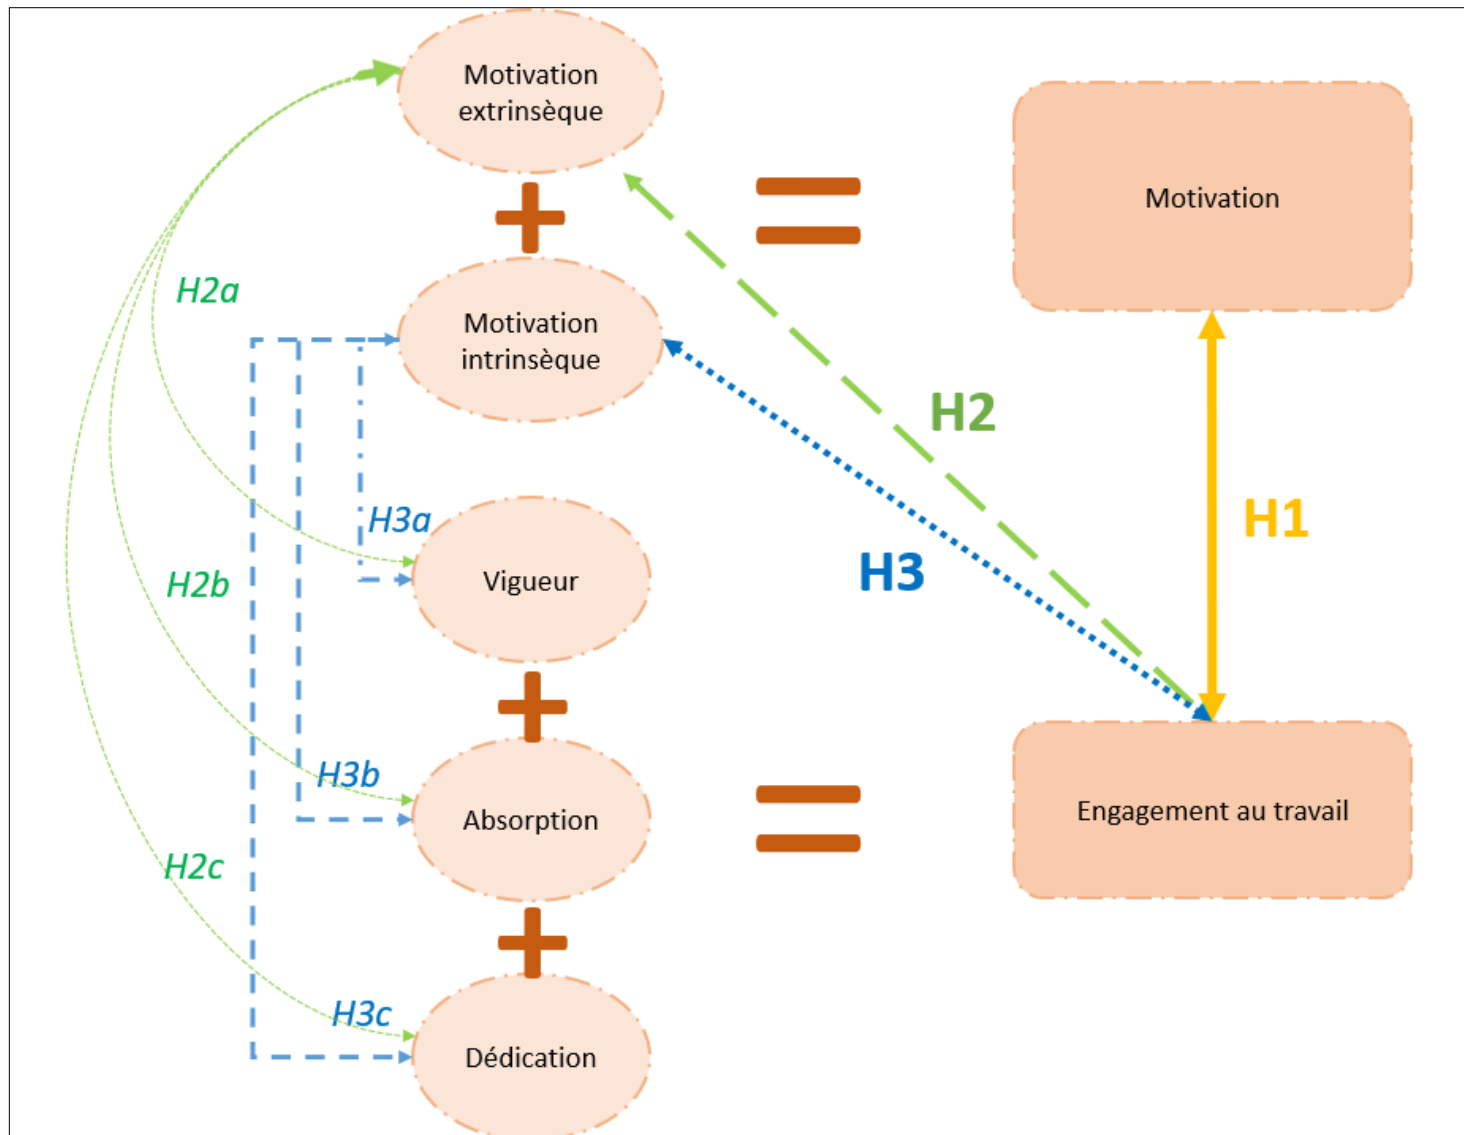 Motivation
extrinsèque
Motivation
H2a
Motivation
intrinsèque
H2
H3a
H1
H3
Vigueur
H2b
H3b
Absorption
Engagement au travail
H2c
H3c
Dédication